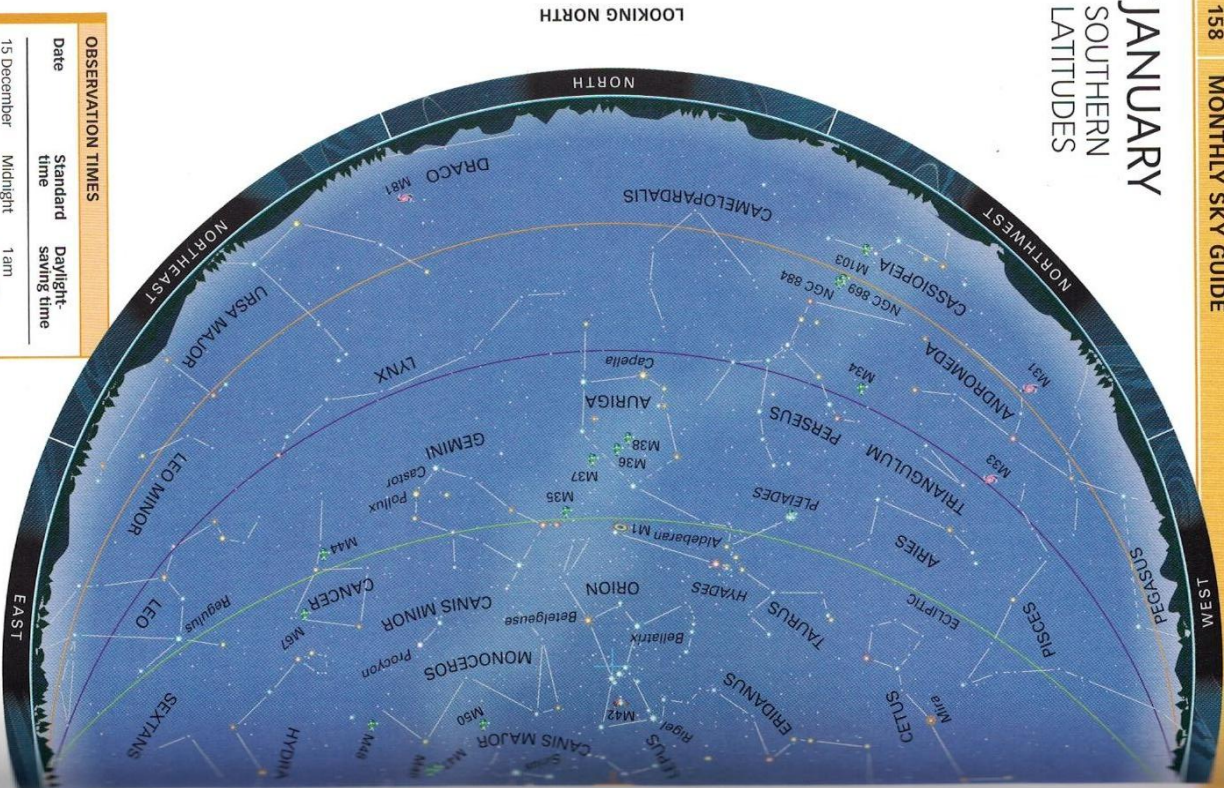 158 MONTHLY SKY GUIDE
JANUARY
SOUTHERN
LATITUDES
LOOKING NORTH
OBSERVATION TIMES
Date Standard time Daylight-saving time
15 December Midnight 1am
NORTH
NORTHWEST
WEST
NORTHEAST
EAST
DRACO
M81
CAMELOPARDALIS
CASSIOPEIA
M103
NGC 869
NGC 884
ANDROMEDA
M31
M34
PERSEUS
TRIANGULUM
M33
URSA MAJOR
LYNX
Capella
AURIGA
M38
M36
M37
M35
GEMINI
Castor
Pollux
LEO MINOR
PLEIADES
M1
Aldebaran
HYADES
TAURUS
ARIES
PEGASUS
PISCES
ECLIPTIC
M44
CANCER
M67
LEO
Regulus
ORION
Betelgeuse
Bellatrix
CANIS MINOR
Procyon
MONOCEROS
M50
M42
Rigel
ERIDANUS
CETUS
Mira
SEXTANS
HYDRA
M48
CANIS MAJOR
Sirius
LEPUS